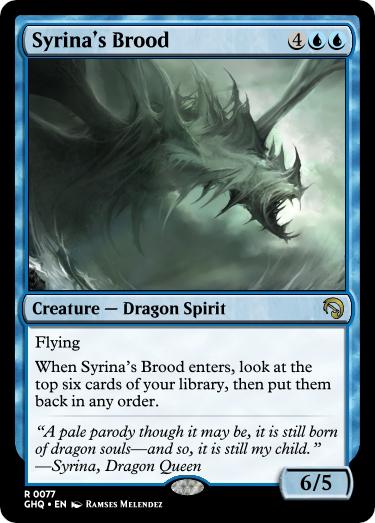 Syrina's Brood 4
Creature — Dragon Spirit
Flying
When Syrina's Brood enters, look at the
top six cards of your library, then put them
back in any order.
“A pale parody though it may be, it is still born
of dragon souls—and so, it is still my child.”
—Syrina, Dragon Queen
6/5
R 0077
GHQ • EN Ramses Melendez